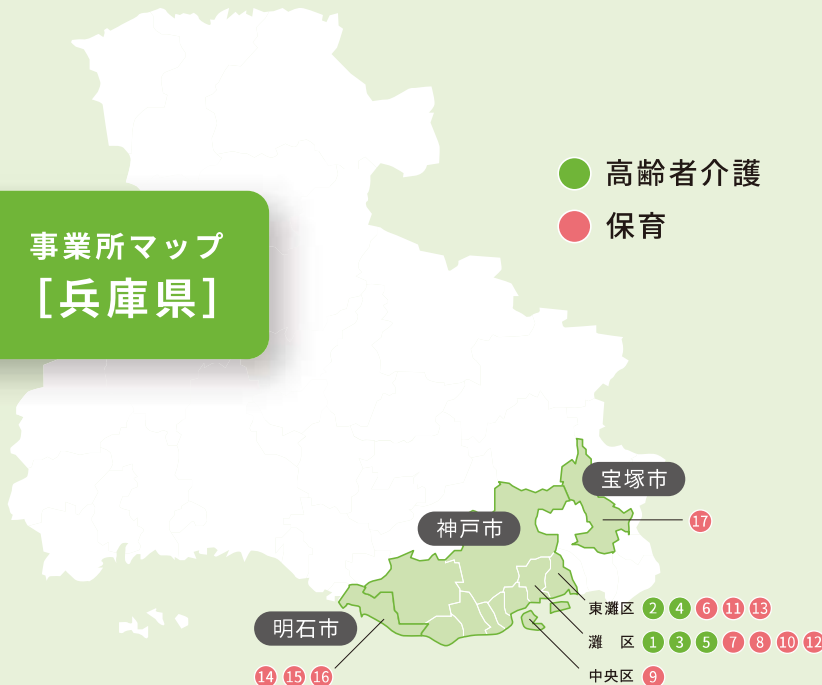 高齢者介護
保育
事業所マップ
[兵庫県]
宝塚市
17
神戸市
東灘区 2 4 6 11 13
明石市
灘 区 1 3 5 7 8 10 12
14 15 16
中央区 9